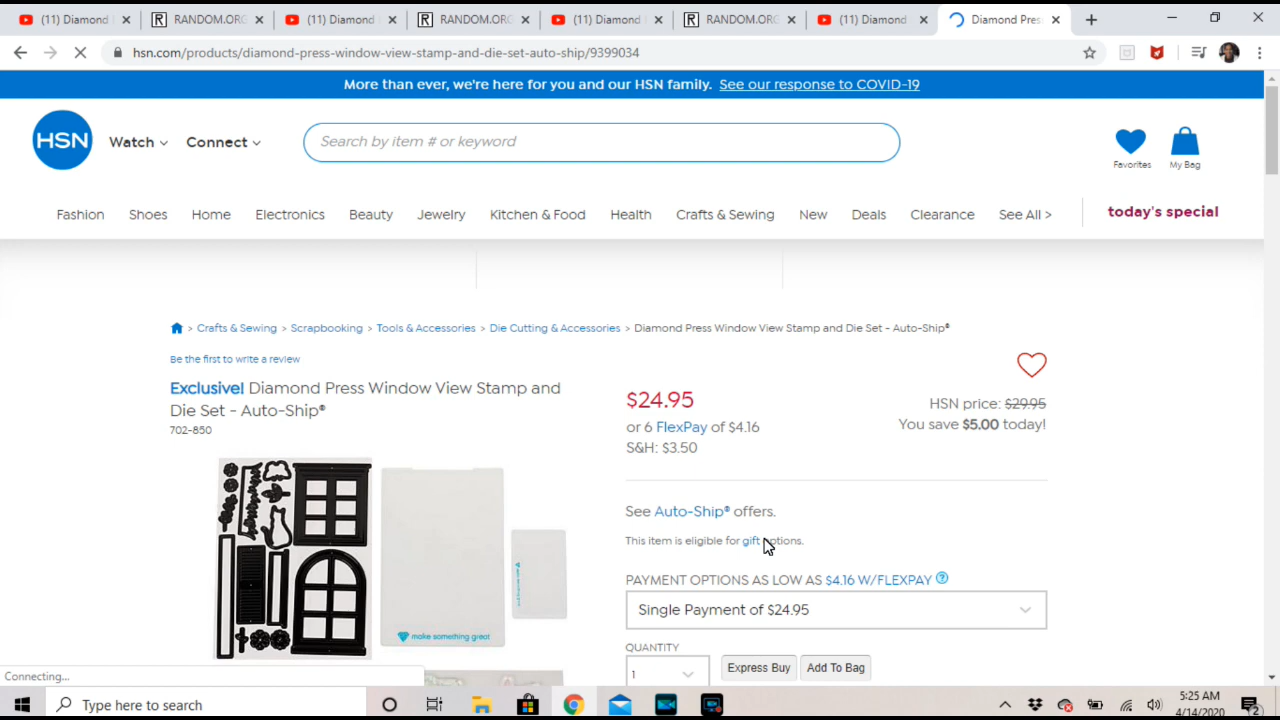 (11) Diamond
RANDOM.ORG
(11) Diamond
RANDOM.ORG
(11) Diamond
RANDOM.ORG
(11) Diamond
Diamond Pres
hsn.com/products/diamond-press-window-view-stamp-and-die-set-auto-ship/9399034
More than ever, we're here for you and our HSN family. See our response to COVID-19
HSN
Watch
Connect
Search by item # or keyword
Favorites
My Bag
Fashion
Shoes
Home
Electronics
Beauty
Jewelry
Kitchen & Food
Health
Crafts & Sewing
New
Deals
Clearance
See All >
today's special
> Crafts & Sewing > Scrapbooking > Tools & Accessories > Die Cutting & Accessories > Diamond Press Window View Stamp and Die Set - Auto-Ship®
Be the first to write a review
Exclusive! Diamond Press Window View Stamp and
Die Set - Auto-Ship®
702-850
$24.95
or 6 FlexPay of $4.16
S&H: $3.50
HSN price: $29.95
You save $5.00 today!
See Auto-Ship® offers.
This item is eligible for gift options.
PAYMENT OPTIONS AS LOW AS $4.16 W/FLEXPAY ?
Single Payment of $24.95
QUANTITY
1
Express Buy
Add To Bag
make something great
Connecting...
Type here to search
5:25 AM
4/14/2020
2